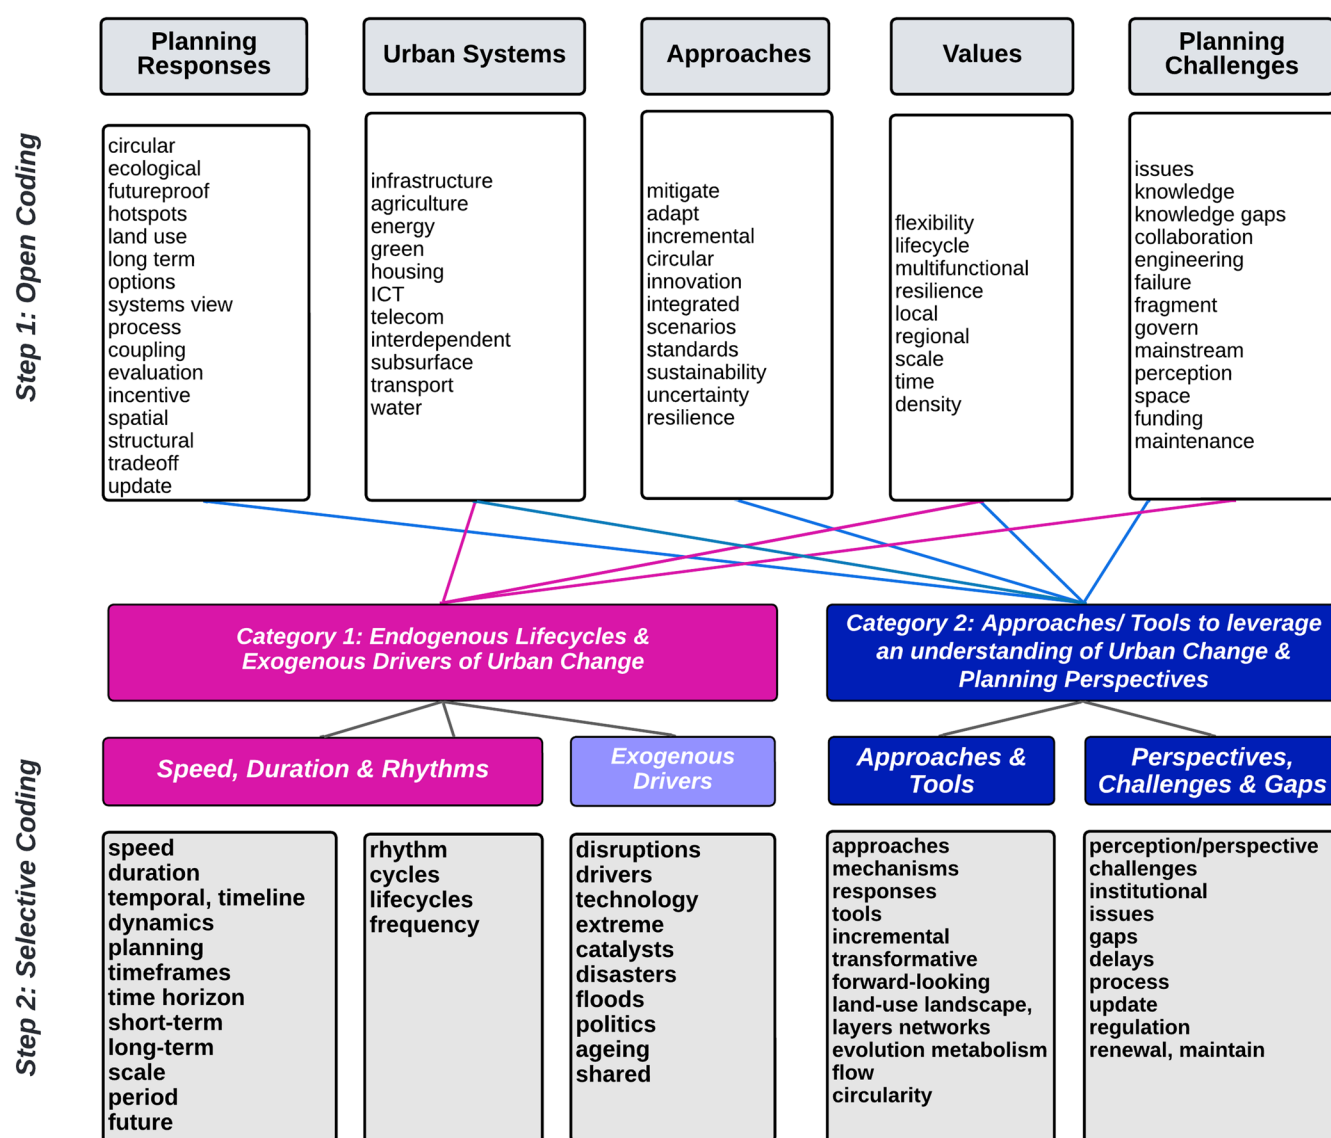 Planning
Responses
Urban Systems
Approaches
Values
Planning
Challenges
Step 1: Open Coding
circular
ecological
futureproof
hotspots
land use
long term
options
systems view
process
coupling
evaluation
incentive
spatial
structural
tradeoff
update
infrastructure
agriculture
energy
green
housing
ICT
telecom
interdependent
subsurface
transport
water
mitigate
adapt
incremental
circular
innovation
integrated
scenarios
standards
sustainability
uncertainty
resilience
flexibility
lifecycle
multifunctional
resilience
local
regional
scale
time
density
issues
knowledge
knowledge gaps
collaboration
engineering
failure
fragment
govern
mainstream
perception
space
funding
maintenance
Category 1: Endogenous Lifecycles &
Exogenous Drivers of Urban Change
Category 2: Approaches/ Tools to leverage
an understanding of Urban Change &
Planning Perspectives
Step 2: Selective Coding
Speed, Duration & Rhythms
Exogenous
Drivers
Approaches &
Tools
Perspectives,
Challenges & Gaps
speed
duration
temporal, timeline
dynamics
planning
timeframes
time horizon
short-term
long-term
scale
period
future
rhythm
cycles
lifecycles
frequency
disruptions
drivers
technology
extreme
catalysts
disasters
floods
politics
ageing
shared
approaches
mechanisms
responses
tools
incremental
transformative
forward-looking
land-use landscape,
layers networks
evolution metabolism
flow
circularity
perception/perspective
challenges
institutional
issues
gaps
delays
process
update
regulation
renewal, maintain